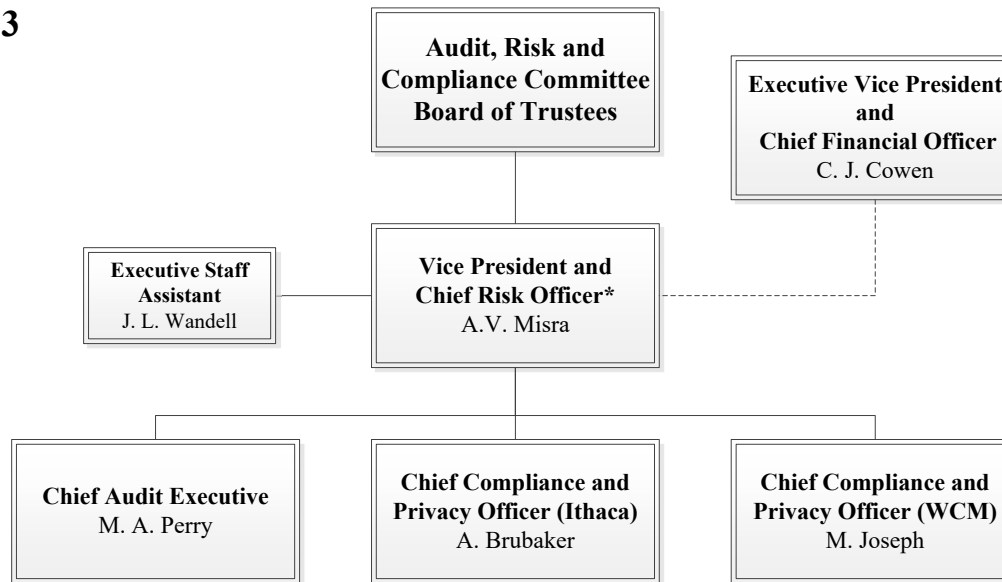 3
Audit, Risk and
Compliance Committee
Board of Trustees
Executive Vice President
and
Chief Financial Officer
C. J. Cowen
Executive Staff
Assistant
J. L. Wandell
Vice President and
Chief Risk Officer*
A.V. Misra
Chief Audit Executive
M. A. Perry
Chief Compliance and
Privacy Officer (Ithaca)
A. Brubaker
Chief Compliance and
Privacy Officer (WCM)
M. Joseph